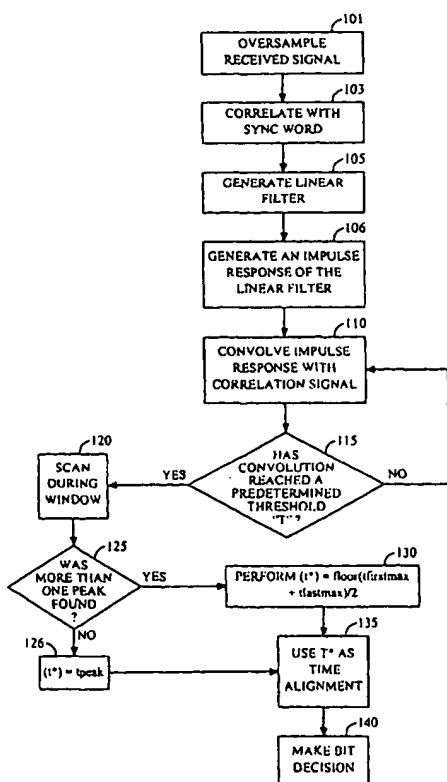 101
OVERSAMPLE
RECEIVED SIGNAL
103
CORRELATE WITH
SYNC WORD
105
GENERATE LINEAR
FILTER
106
GENERATE AN IMPULSE
RESPONSE OF THE
LINEAR FILTER
110
CONVOLVE IMPULSE
RESPONSE WITH
CORRELATION SIGNAL
115
HAS
CONVOLUTION
REACHED A
PREDETERMINED
THRESHOLD
"T"?
NO
YES
120
SCAN
DURING
WINDOW
125
WAS
MORE THAN
ONE PEAK
FOUND
?
YES
NO
130
PERFORM (t*) = floor(tfirstmax
+ tlastmax)/2
126
(t*) = tpeak
135
USE T* AS
TIME
ALIGNMENT
140
MAKE BIT
DECISION